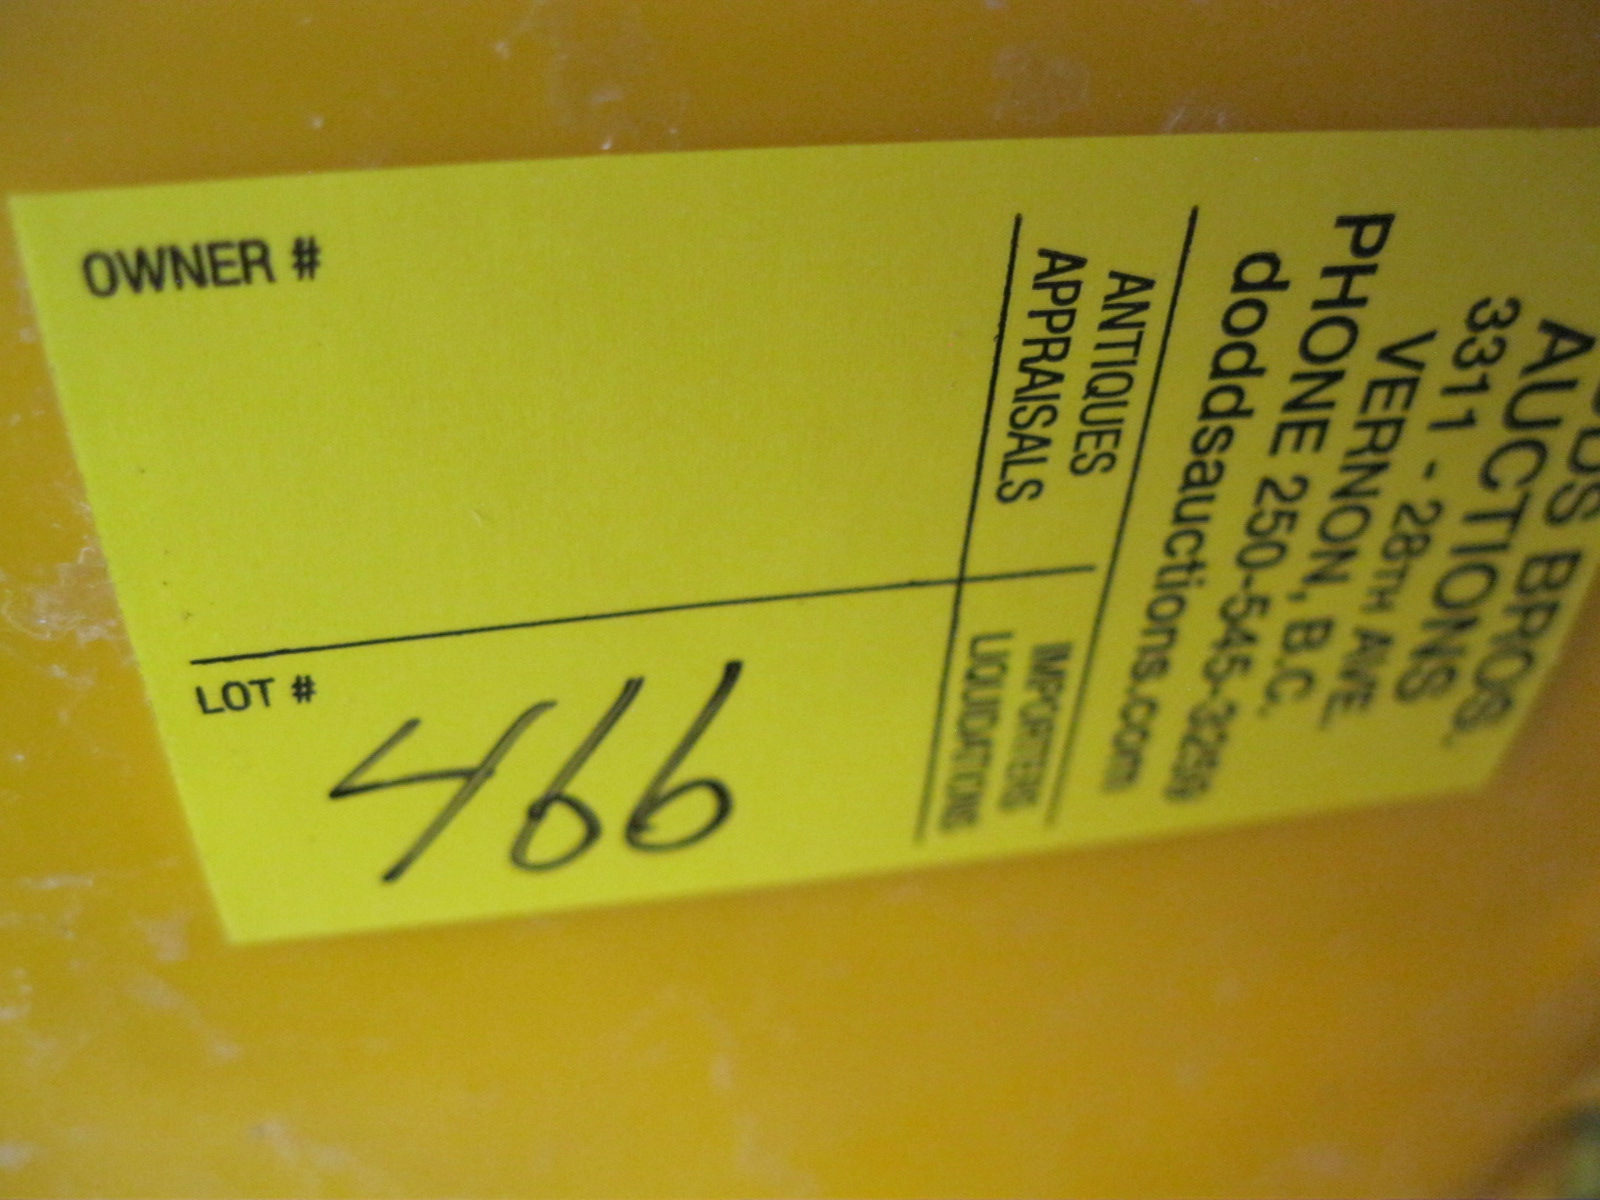 BROS.
AUCTIONS
3311 - 28TH AVE.
VERNON, B.C.
PHONE 250-545-3259
doddsauctions.com
ANTIQUES
APPRAISALS
IMPORTERS
LIQUIDATIONS
OWNER #
LOT # 466